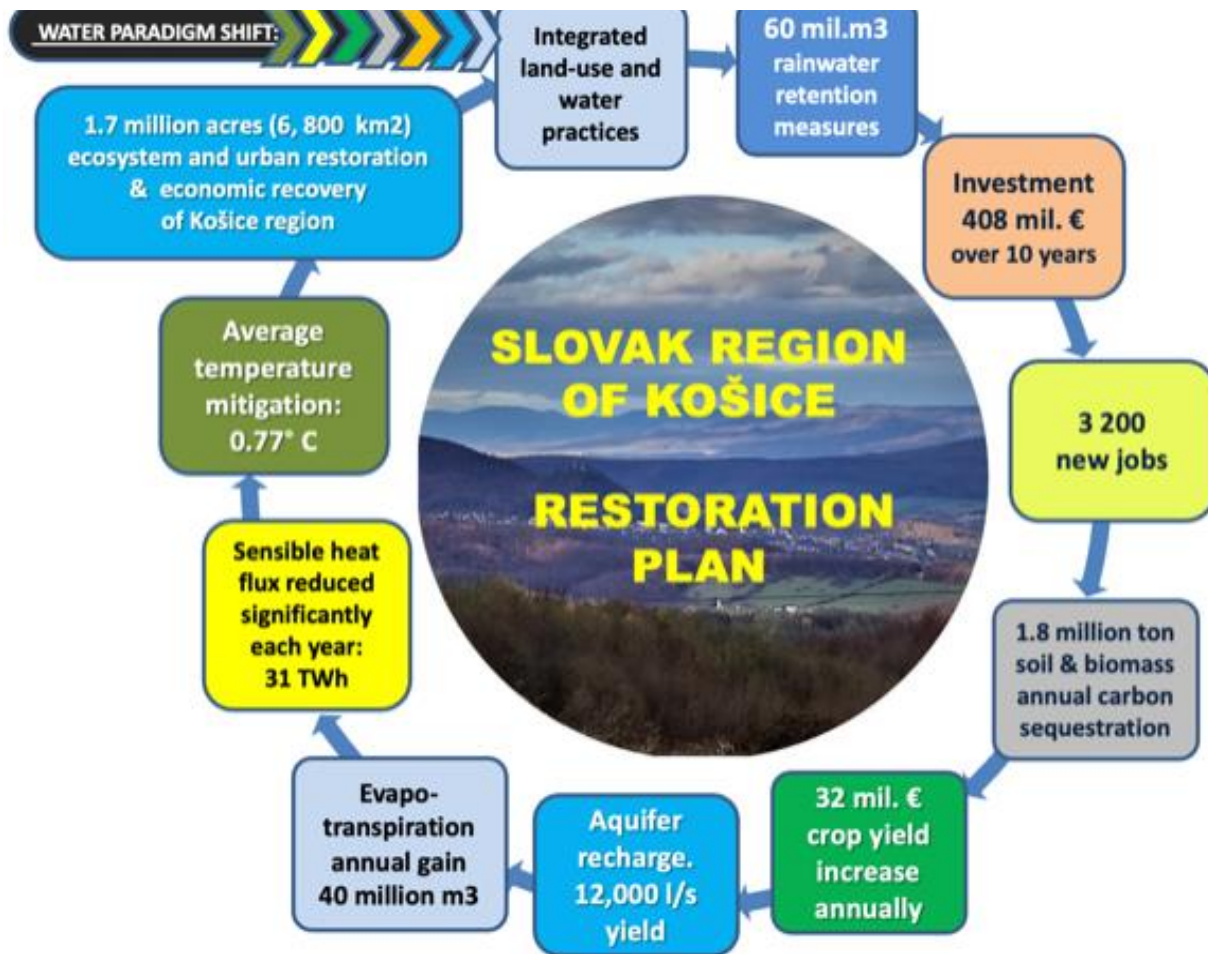 WATER PARADIGM SHIFT:
Integrated
land-use and
water
practices
60 mil.m3
rainwater
retention
measures
Investment
408 mil. €
over 10 years
3 200
new jobs
1.8 million ton
soil & biomass
annual carbon
sequestration
32 mil. €
crop yield
increase
annually
Aquifer
recharge.
12,000 l/s
yield
Evapo-
transpiration
annual gain
40 million m3
Sensible heat
flux reduced
significantly
each year:
31 TWh
Average
temperature
mitigation:
0.77° C
1.7 million acres (6, 800 km2)
ecosystem and urban restoration
& economic recovery
of Košice region
SLOVAK REGION
OF KOŠICE
RESTORATION
PLAN